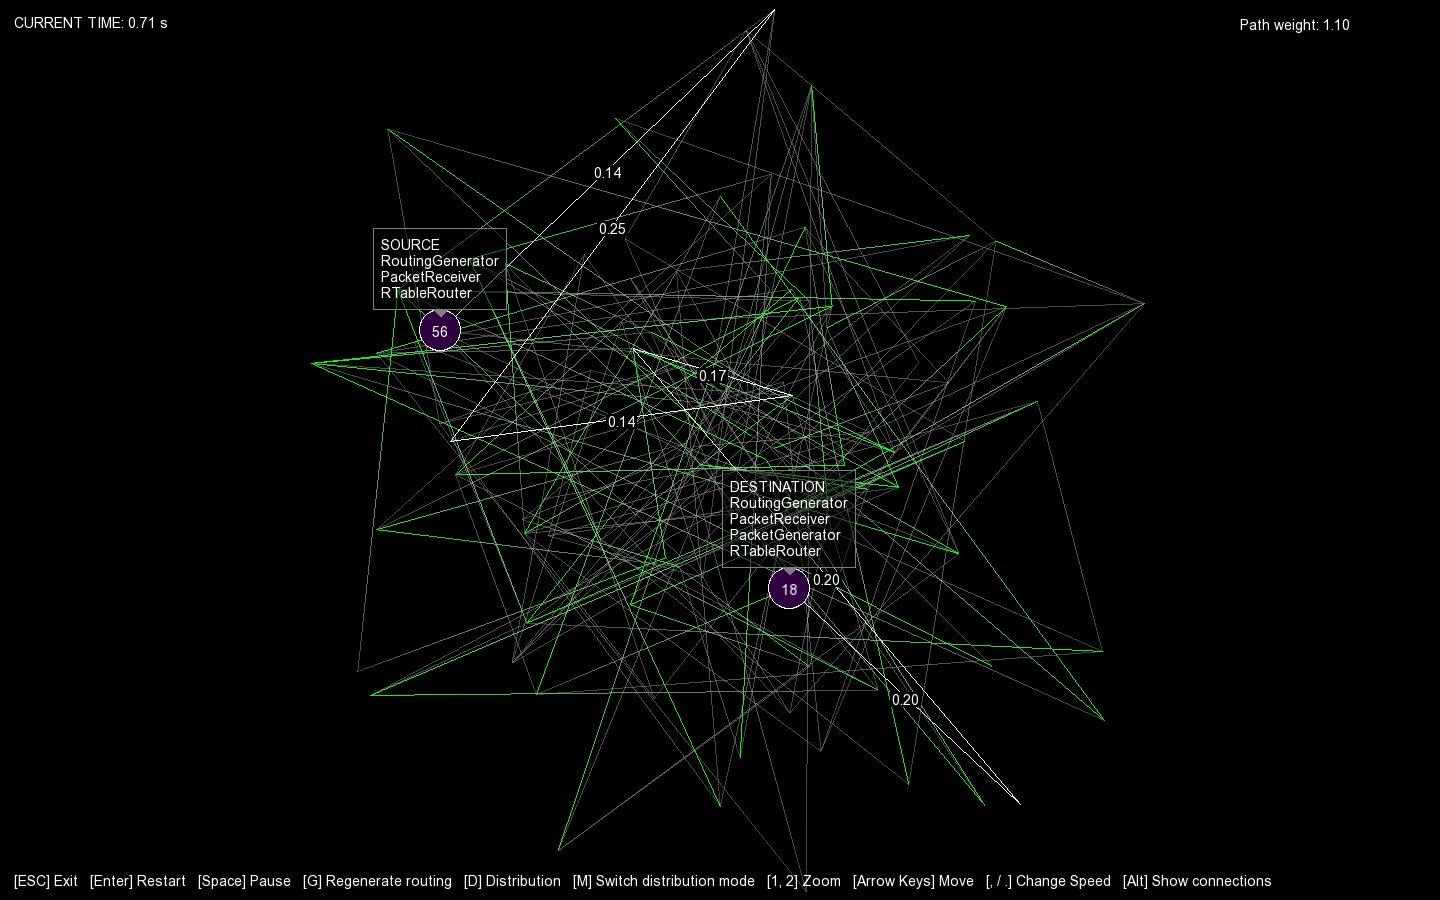 CURRENT TIME: 0.71 s
Path weight: 1.10
0.14
0.25
SOURCE
RoutingGenerator
PacketReceiver
RTableRouter
56
0.17
0.14
DESTINATION
RoutingGenerator
PacketReceiver
PacketGenerator
RTableRouter
0.20
18
0.20
[ESC] Exit [Enter] Restart [Space] Pause [G] Regenerate routing [D] Distribution [M] Switch distribution mode [1, 2] Zoom [Arrow Keys] Move [, / .] Change Speed [Alt] Show connections